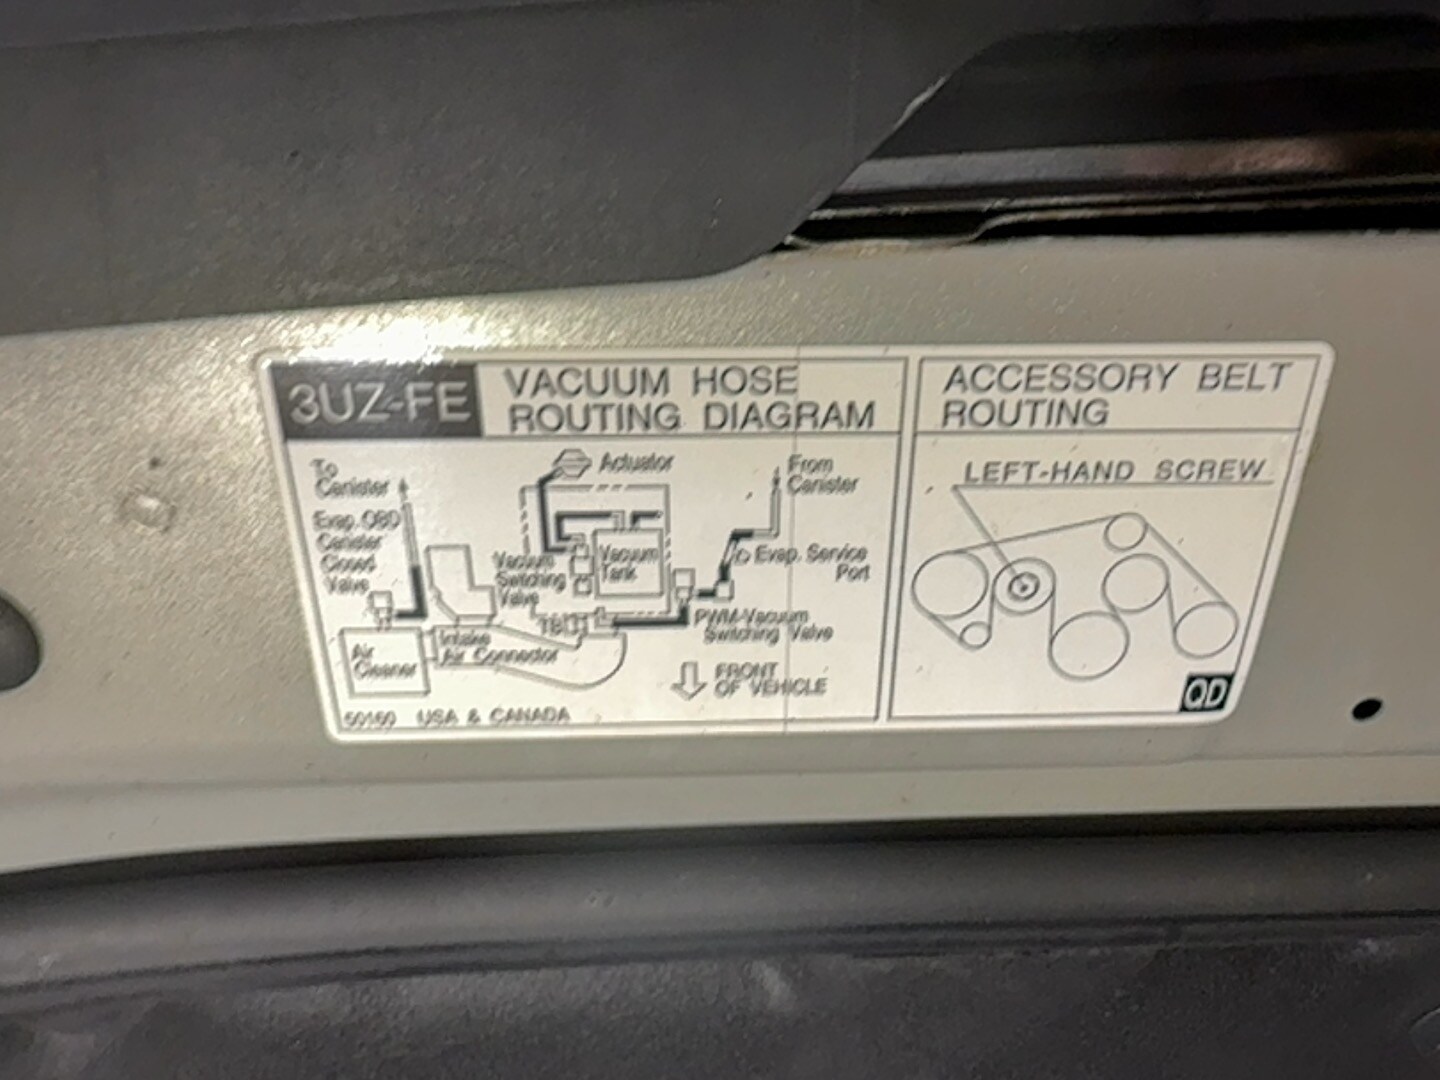 3UZ-FE
VACUUM HOSE
ROUTING DIAGRAM
To
Canister
Evap. OBD
Canister
Closed
Valve
Air
Cleaner
Intake
Air Connector
Actuator
Vacuum
Switching
Valve
Vacuum
Tank
TB
From
Canister
Evap. Service
Port
PWM-Vacuum
Switching Valve
FRONT
OF VEHICLE
50160 USA & CANADA
ACCESSORY BELT
ROUTING
LEFT-HAND SCREW
QD